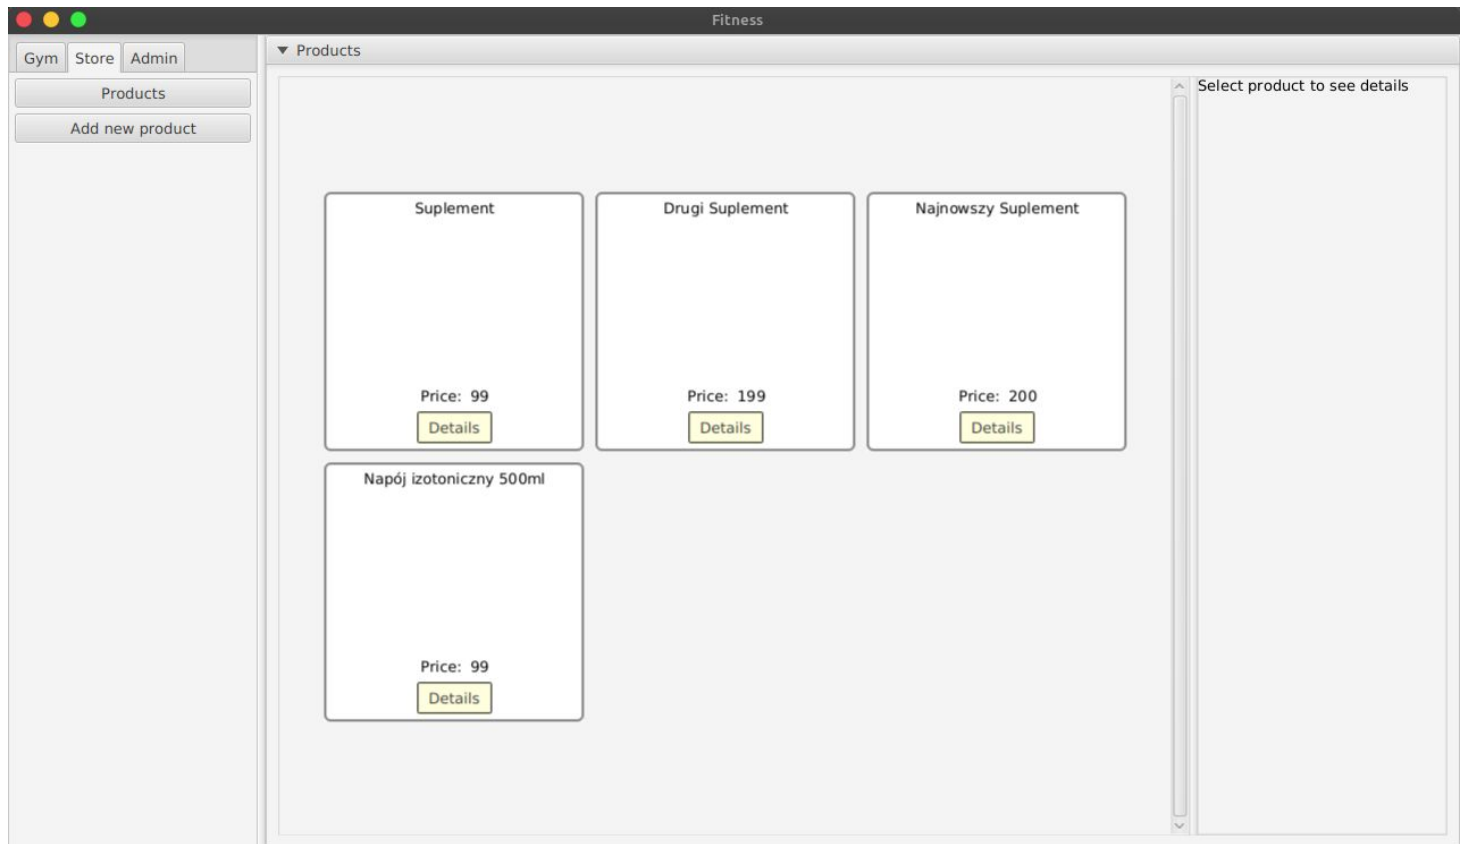 Fitness
Gym Store Admin
Products
Add new product
Products
Suplement
Price: 99
Details
Drugi Suplement
Price: 199
Details
Najnowszy Suplement
Price: 200
Details
Napój izotoniczny 500ml
Price: 99
Details
Select product to see details